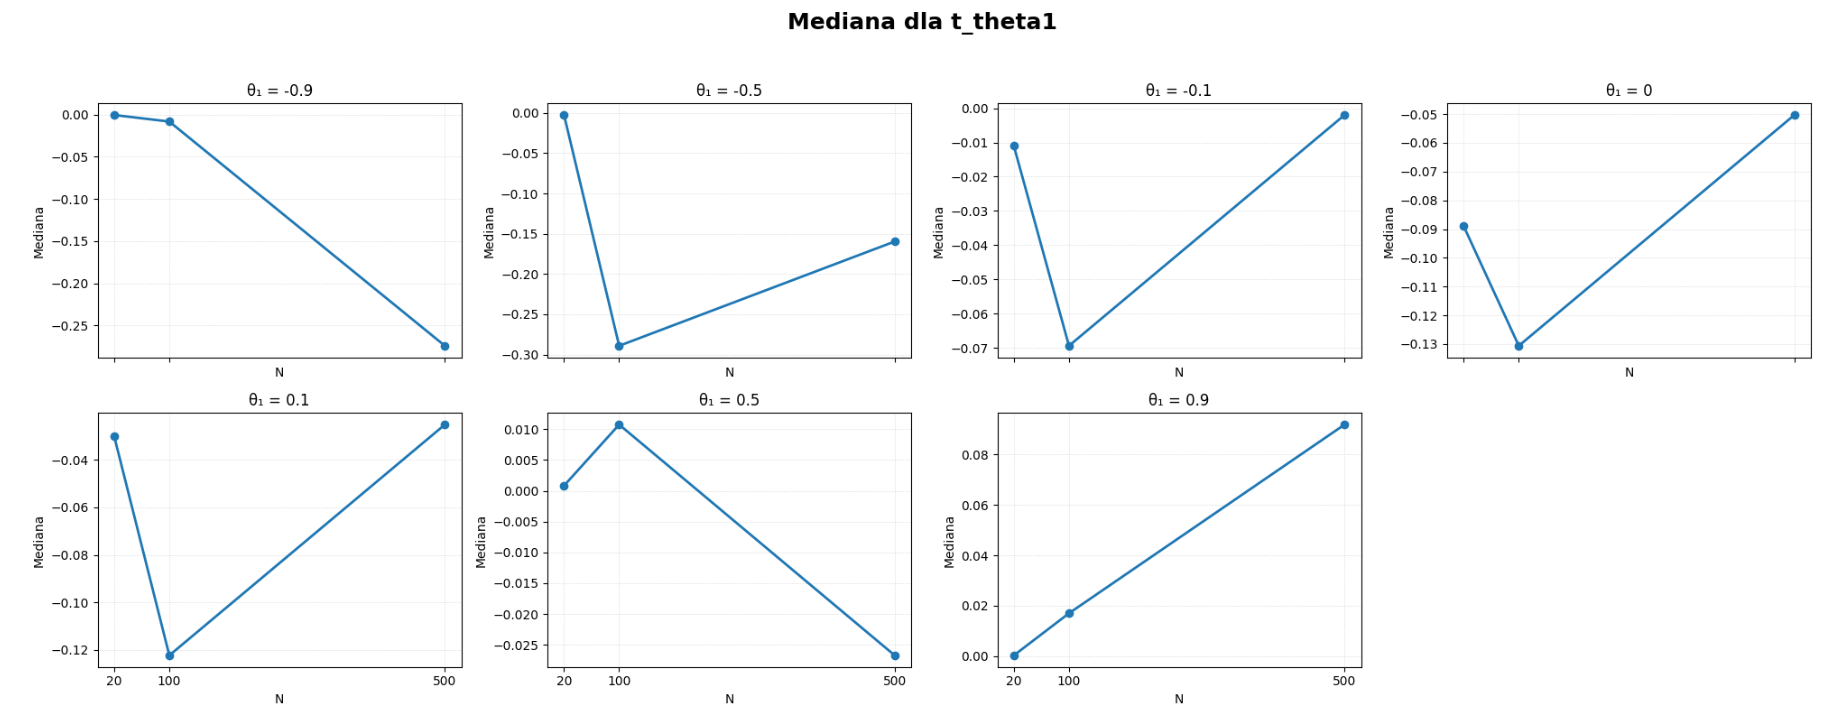 Mediana dla t_theta1
θ₁ = -0.9
0.00
−0.05
−0.10
−0.15
−0.20
−0.25
Mediana
N
θ₁ = -0.5
0.00
−0.05
−0.10
−0.15
−0.20
−0.25
−0.30
Mediana
N
θ₁ = -0.1
0.00
−0.01
−0.02
−0.03
−0.04
−0.05
−0.06
−0.07
Mediana
N
θ₁ = 0
−0.05
−0.06
−0.07
−0.08
−0.09
−0.10
−0.11
−0.12
−0.13
Mediana
N
θ₁ = 0.1
−0.04
−0.06
−0.08
−0.10
−0.12
Mediana
20 100 500
N
θ₁ = 0.5
0.010
0.005
0.000
−0.005
−0.010
−0.015
−0.020
−0.025
Mediana
20 100 500
N
θ₁ = 0.9
0.08
0.06
0.04
0.02
0.00
Mediana
20 100 500
N